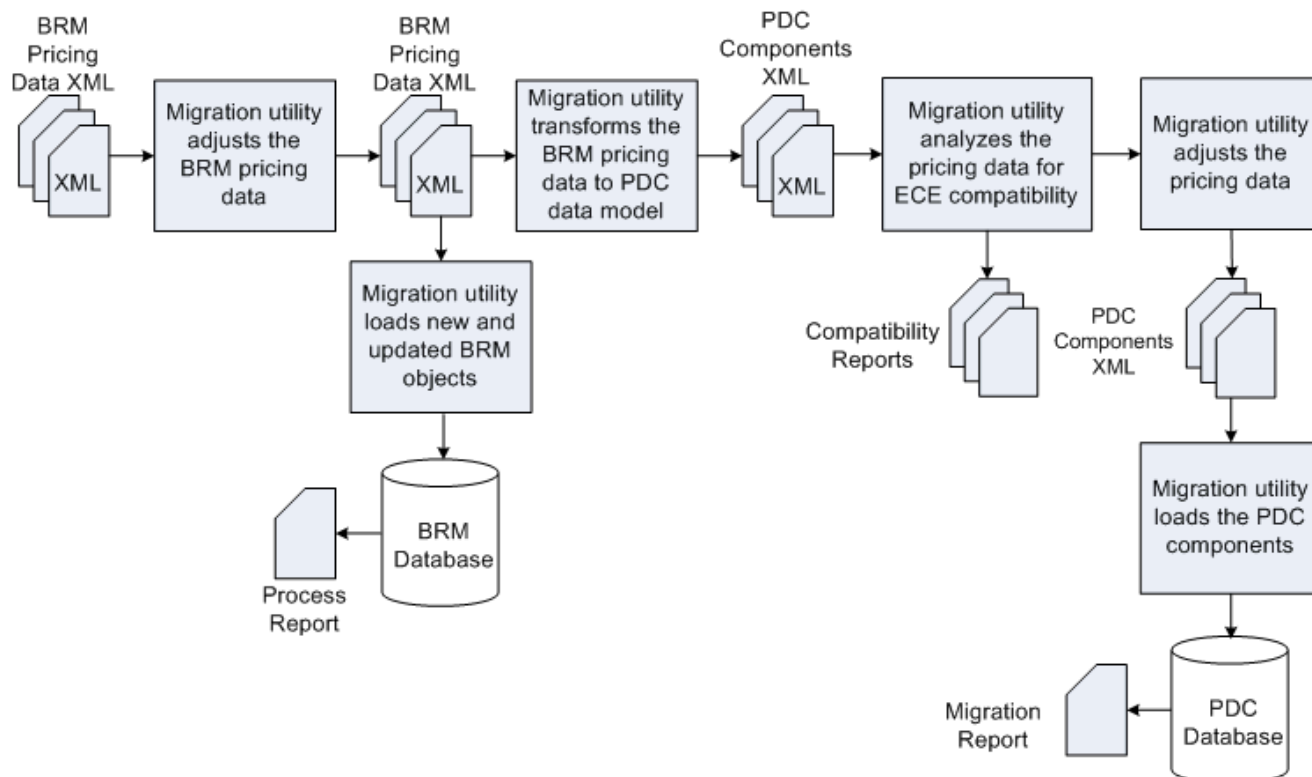 BRM
Pricing
Data XML
XML
Migration utility
adjusts the
BRM pricing
data
BRM
Pricing
Data XML
XML
Migration utility
transforms the
BRM pricing
data to PDC
data model
PDC
Components
XML
XML
Migration utility
analyzes the
pricing data for
ECE compatibility
Migration utility
adjusts the
pricing data
Migration utility
loads new and
updated BRM
objects
Compatibility
Reports
PDC
Components
XML
BRM
Database
Process
Report
Migration utility
loads the PDC
components
PDC
Database
Migration
Report